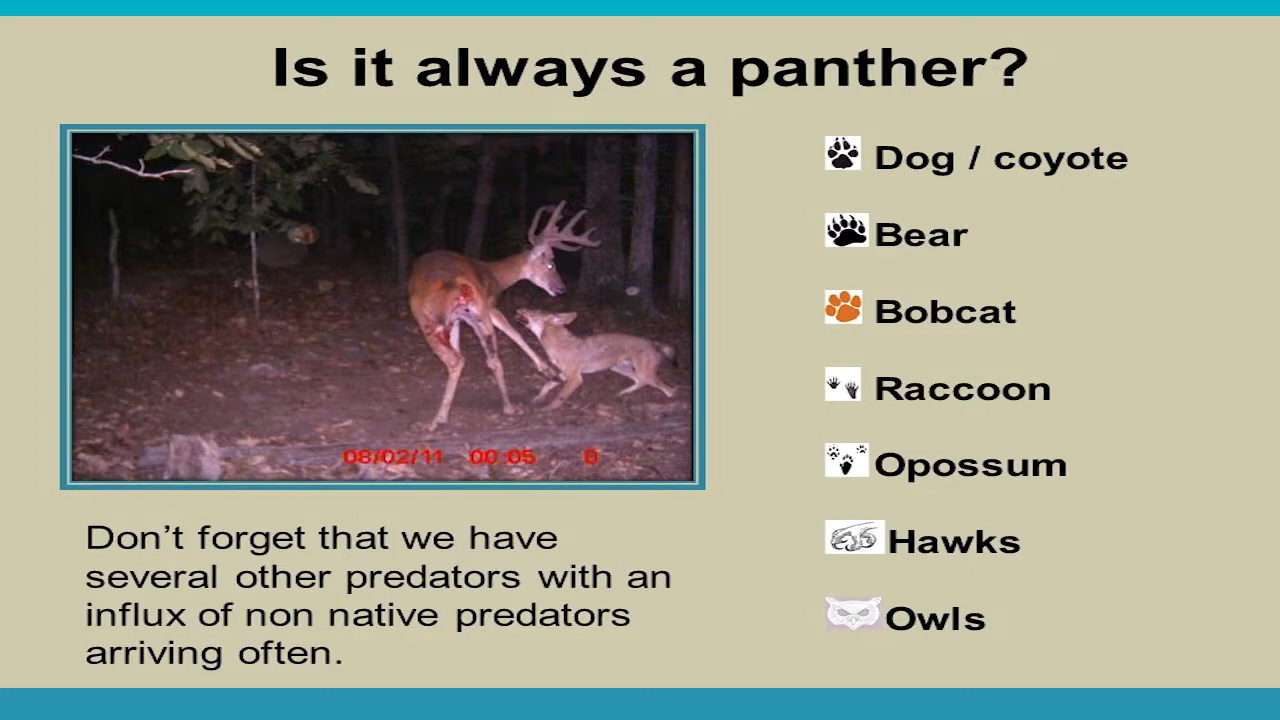 Is it always a panther?
08/02/11 00:05 0
Don't forget that we have
several other predators with an
influx of non native predators
arriving often.
Dog / coyote
Bear
Bobcat
Raccoon
Opossum
Hawks
Owls